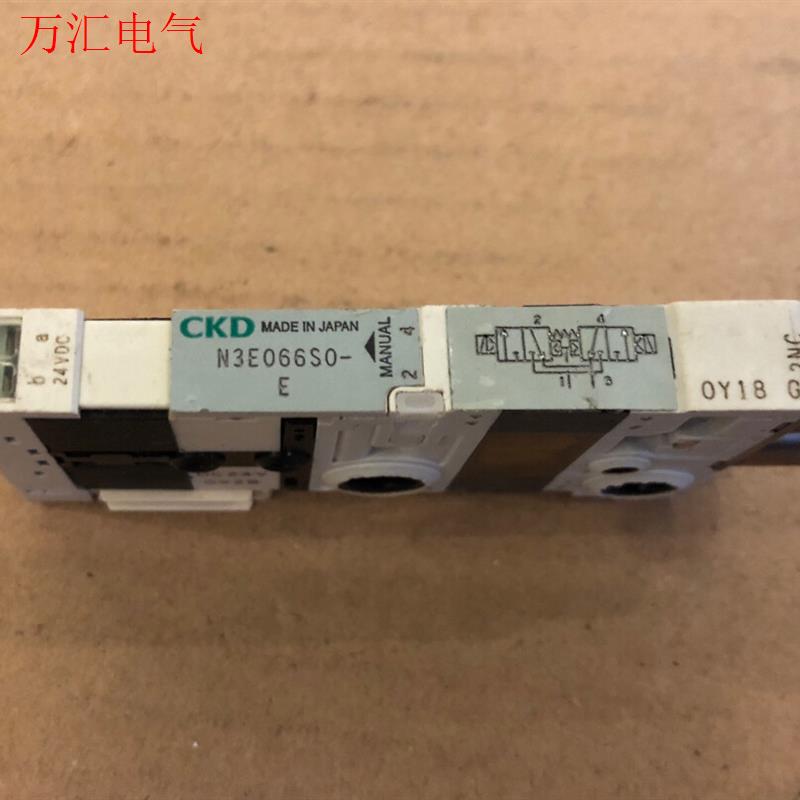 万汇电气
b a
24VDC
CKD MADE IN JAPAN
N3E066S0-
E
MANUAL
2 4
2 4
1 3
0Y18 G
2NC